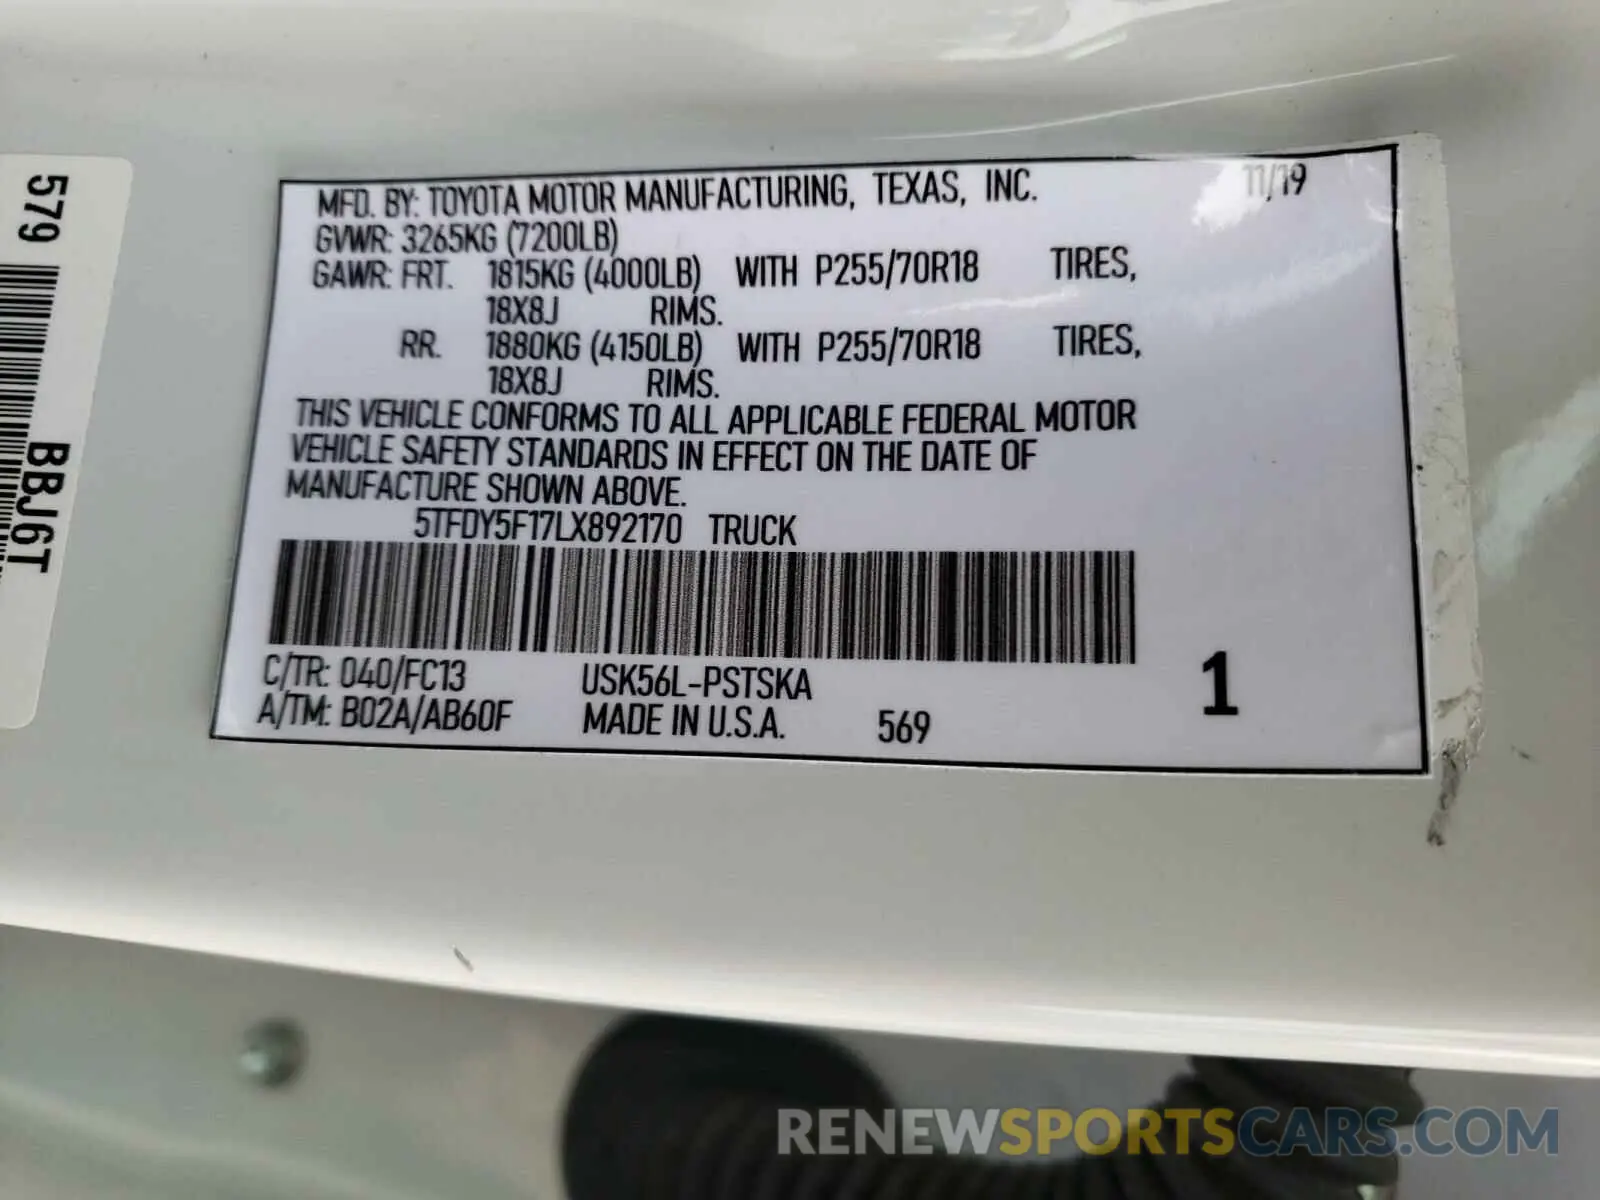 MFD. BY: TOYOTA MOTOR MANUFACTURING, TEXAS, INC. 11/19
GVWR: 3265KG (7200LB)
GAWR: FRT. 1815KG (4000LB) WITH P255/70R18 TIRES,
18X8J RIMS.
RR. 1880KG (4150LB) WITH P255/70R18 TIRES,
18X8J RIMS.
THIS VEHICLE CONFORMS TO ALL APPLICABLE FEDERAL MOTOR
VEHICLE SAFETY STANDARDS IN EFFECT ON THE DATE OF
MANUFACTURE SHOWN ABOVE.
5TFDY5F17LX892170 TRUCK
C/TR: 040/FC13 USK56L-PSTSKA 1
A/TM: B02A/AB60F MADE IN U.S.A. 569
579
BBJ6T
RENEWSPORTSCARS.COM